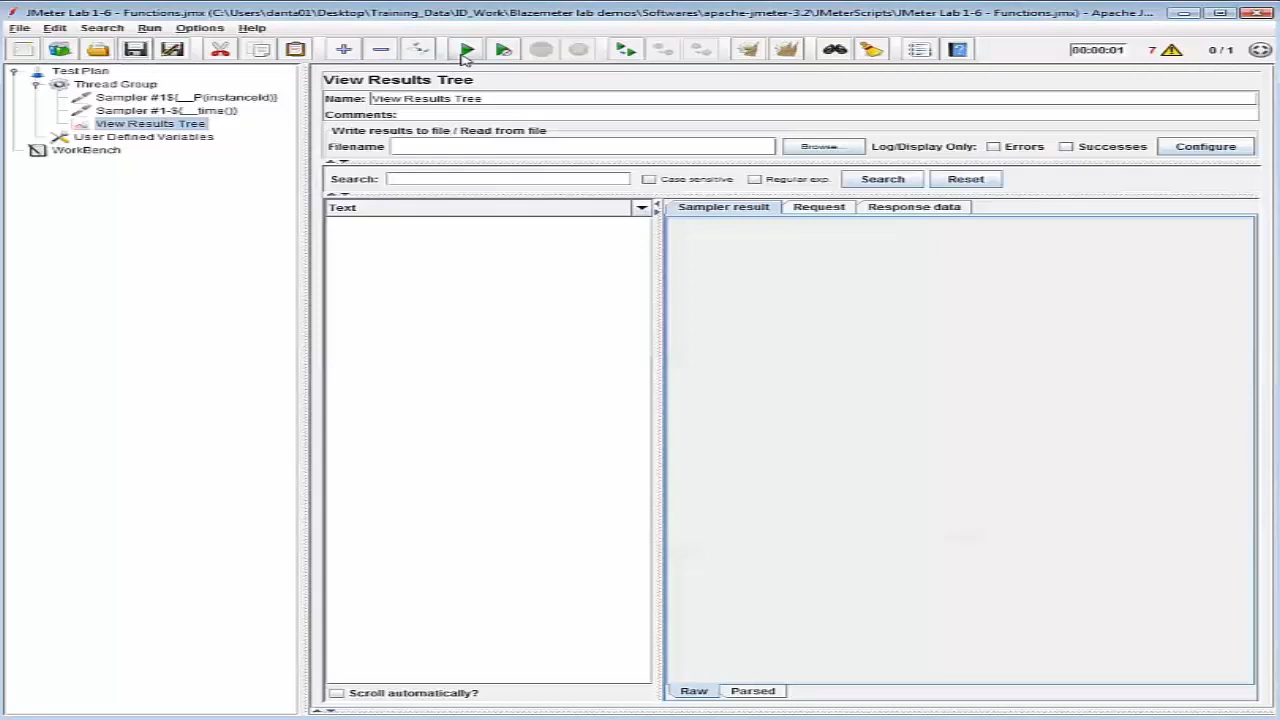 JMeter Lab 1-6 - Functions.jmx (C:\Users\danta01\Desktop\Training_Data\ID_Work\Blazemeter lab demos\Softwares\apache-jmeter-3.2\JMeterScripts\JMeter Lab 1-6 - Functions.jmx) - Apache J...
File Edit Search Run Options Help
00:00:01 7 0 / 1
Test Plan
Thread Group
Sampler #1${__P(instanceId)}
Sampler #1-${__time()}
View Results Tree
User Defined Variables
WorkBench
View Results Tree
Name: View Results Tree
Comments:
Write results to file / Read from file
Filename Browse... Log/Display Only: Errors Successes Configure
Search: Case sensitive Regular exp. Search Reset
Text
Sampler result Request Response data
Scroll automatically?
Raw Parsed